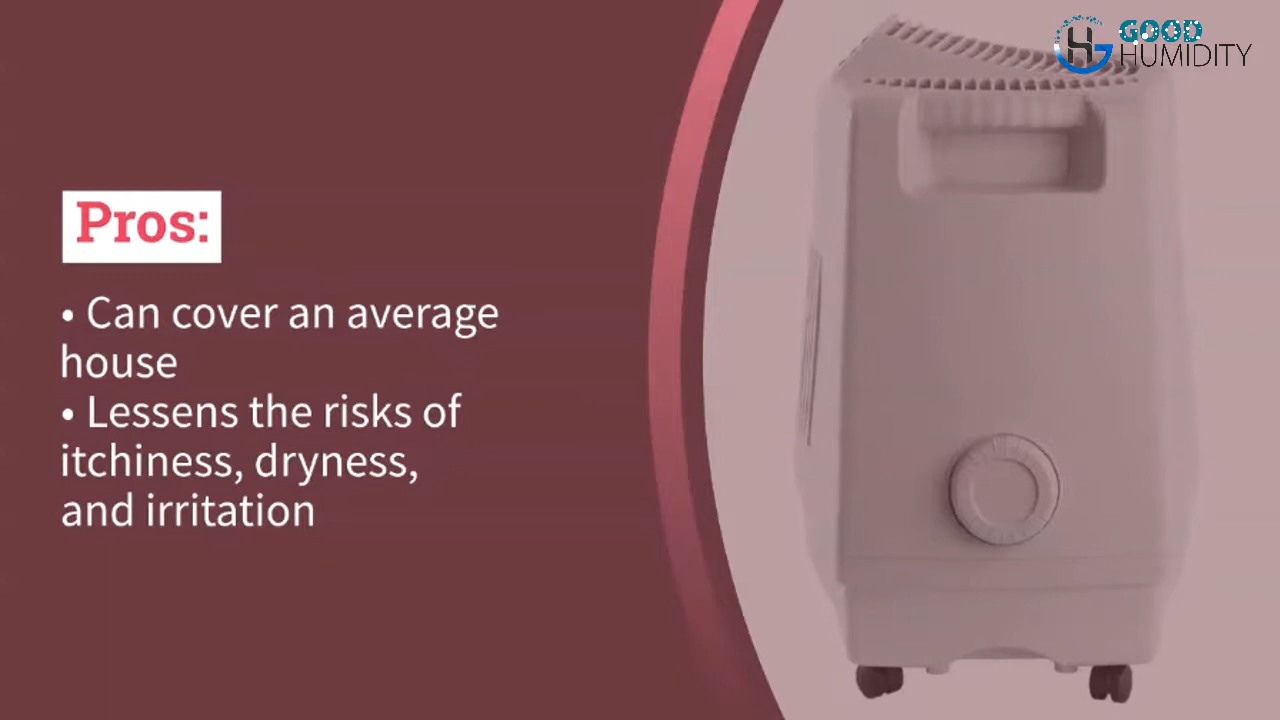 GOOD
HUMIDITY
Pros:
• Can cover an average
house
• Lessens the risks of
itchiness, dryness,
and irritation